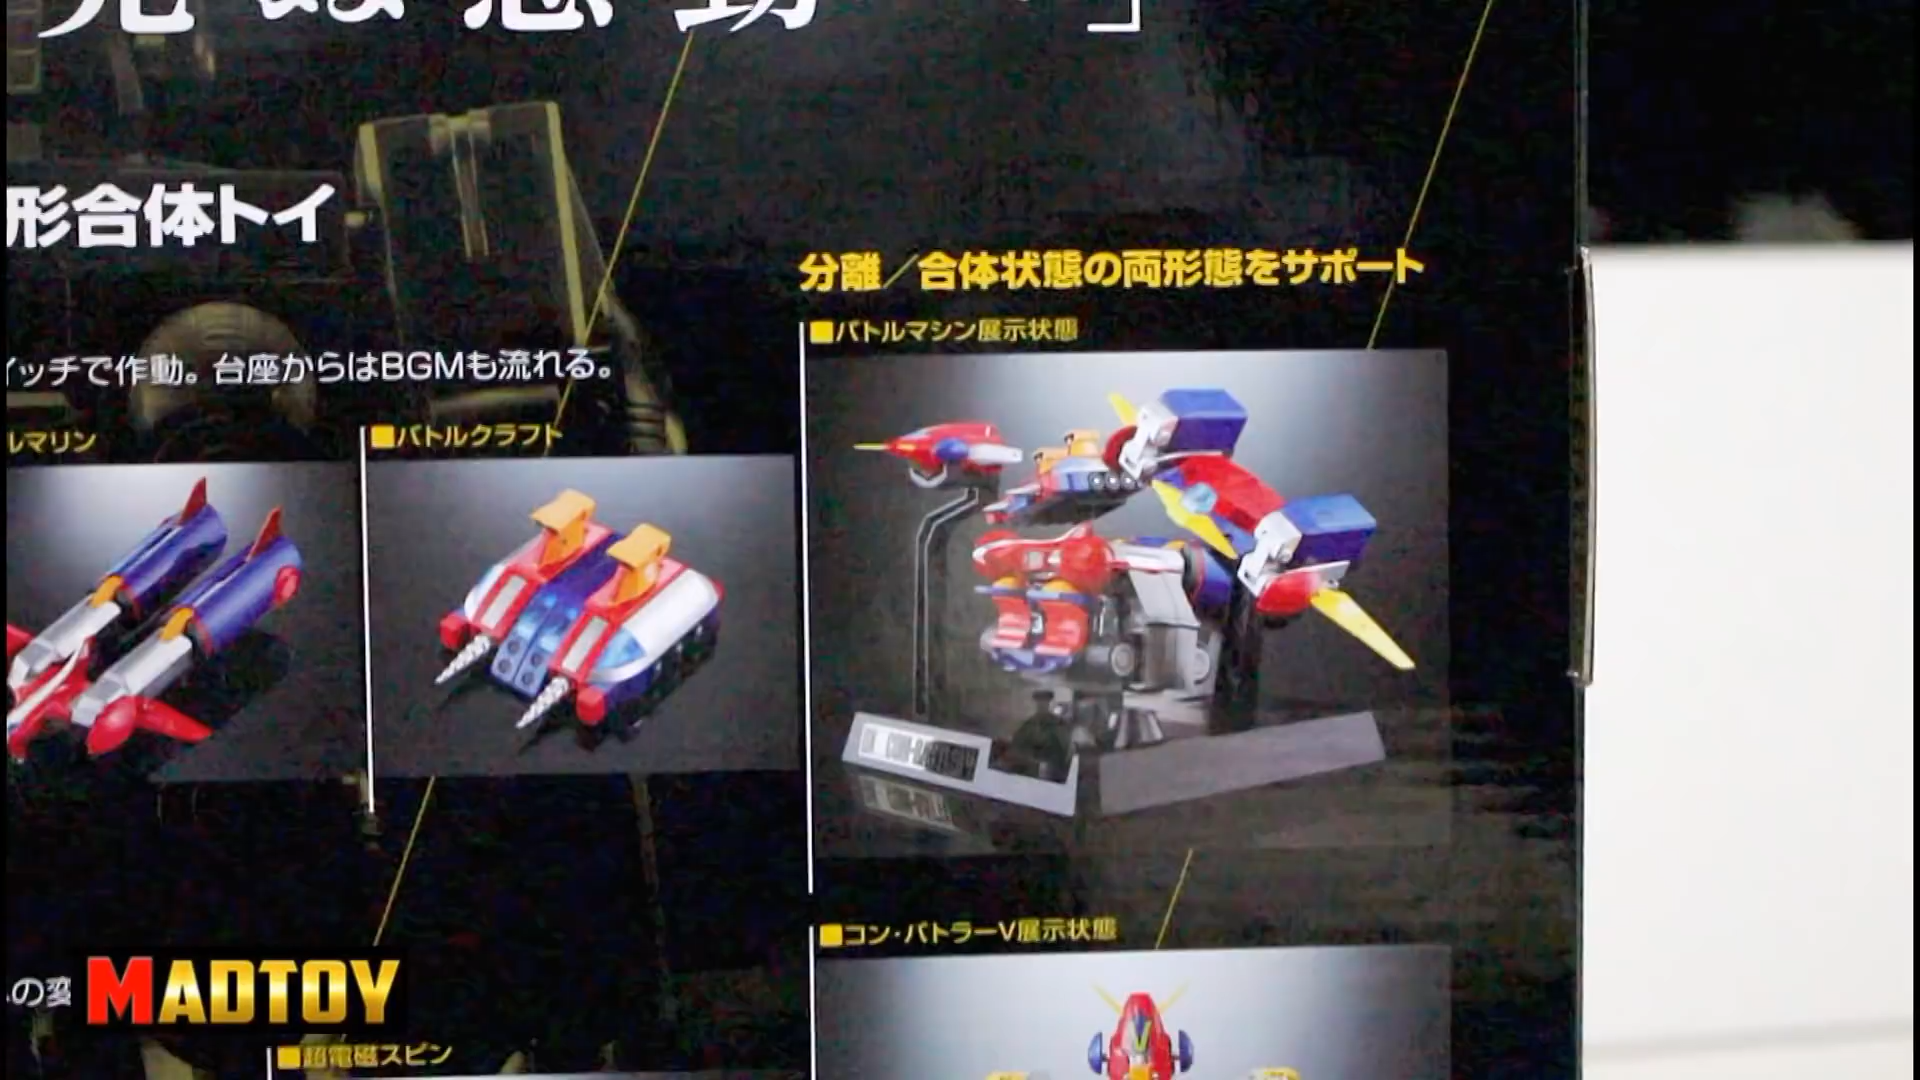 形合体トイ
分離／合体状態の両形態をサポート
■バトルマシン展示状態
イッチで作動。台座からはBGMも流れる。
ルマリン
■バトルクラフト
■コン・バトラーV展示状態
の変
MADTOY
■超電磁スピン